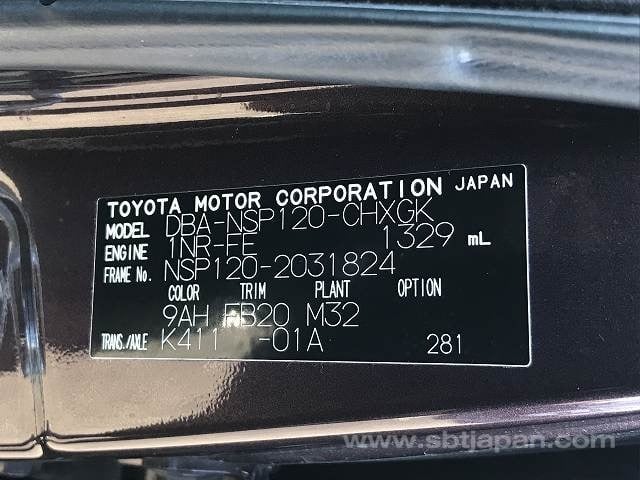 TOYOTA MOTOR CORPORATION JAPAN
MODEL DBA-NSP120-CHXGK
ENGINE 1NR-FE 1329 mL
FRAME No. NSP120-2031824
COLOR TRIM PLANT OPTION
9AH FB20 M32
TRANS./AXLE K411 -01A 281
www.sbtjapan.com